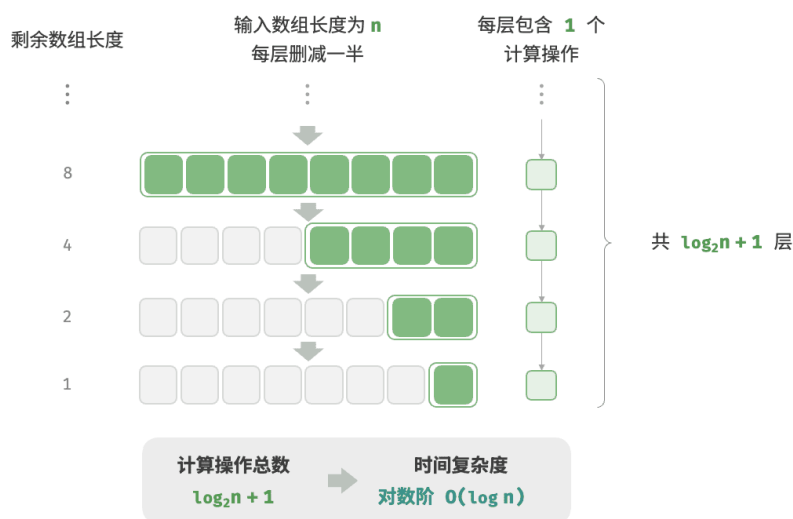 剩余数组长度
输入数组长度为 n
每层删减一半
每层包含 1 个
计算操作
8
4
2
1
共 log₂n + 1 层
计算操作总数
log₂n + 1
时间复杂度
对数阶 O(log n)